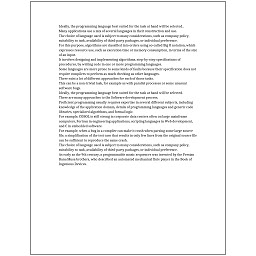 Ideally, the programming language best suited for the task at hand will be selected.
Many applications use a mix of several languages in their construction and use.
The choice of language used is subject to many considerations, such as company policy,
suitability to task, availability of third-party packages, or individual preference.
For this purpose, algorithms are classified into orders using so-called Big O notation, which
expresses resource use, such as execution time or memory consumption, in terms of the size
of an input.
It involves designing and implementing algorithms, step-by-step specifications of
procedures, by writing code in one or more programming languages.
Some languages are more prone to some kinds of faults because their specification does not
require compilers to perform as much checking as other languages.
There exist a lot of different approaches for each of those tasks.
This can be a non-trivial task, for example as with parallel processes or some unusual
software bugs.
Ideally, the programming language best suited for the task at hand will be selected.
There are many approaches to the Software development process.
Proficient programming usually requires expertise in several different subjects, including
knowledge of the application domain, details of programming languages and generic code
libraries, specialized algorithms, and formal logic.
For example, COBOL is still strong in corporate data centers often on large mainframe
computers, Fortran in engineering applications, scripting languages in Web development,
and C in embedded software.
For example, when a bug in a compiler can make it crash when parsing some large source
file, a simplification of the test case that results in only few lines from the original source file
can be sufficient to reproduce the same crash.
The choice of language used is subject to many considerations, such as company policy,
suitability to task, availability of third-party packages, or individual preference.
As early as the 9th century, a programmable music sequencer was invented by the Persian
Banu Musa brothers, who described an automated mechanical flute player in the Book of
Ingenious Devices.